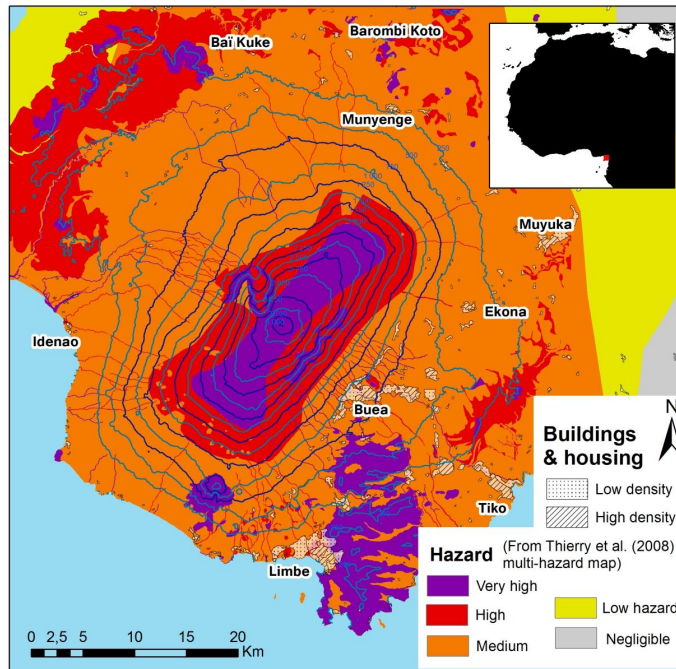 Baï Kuke
Barombi Koto
Munyenge
Muyuka
Ekona
Idenao
Buea
Tiko
Limbe
N
Buildings
& housing
Low density
High density
Hazard (From Thierry et al. (2008)
multi-hazard map)
Very high
High
Medium
Low hazard
Negligible
0 2,5 5 10 15 20
Km